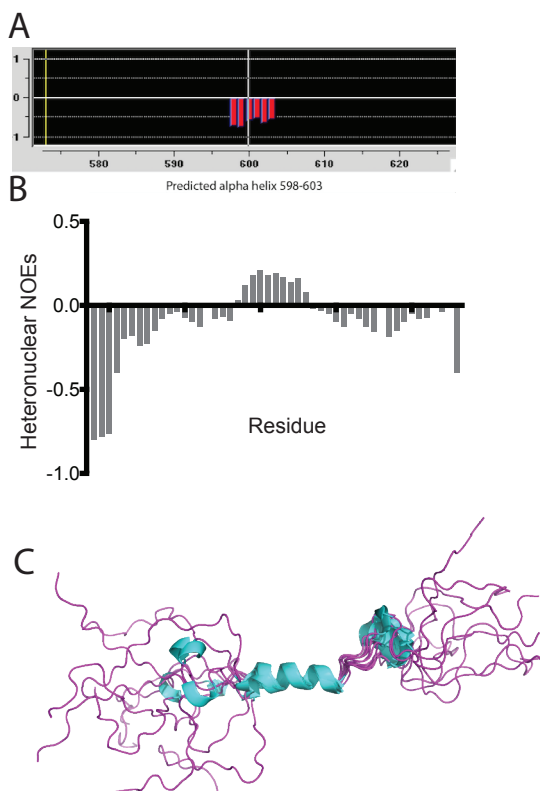 A
1
0
1
580 590 600 610 620
Predicted alpha helix 598-603
B
0.5
0.0
-0.5
-1.0
Heteronuclear NOEs
Residue
C